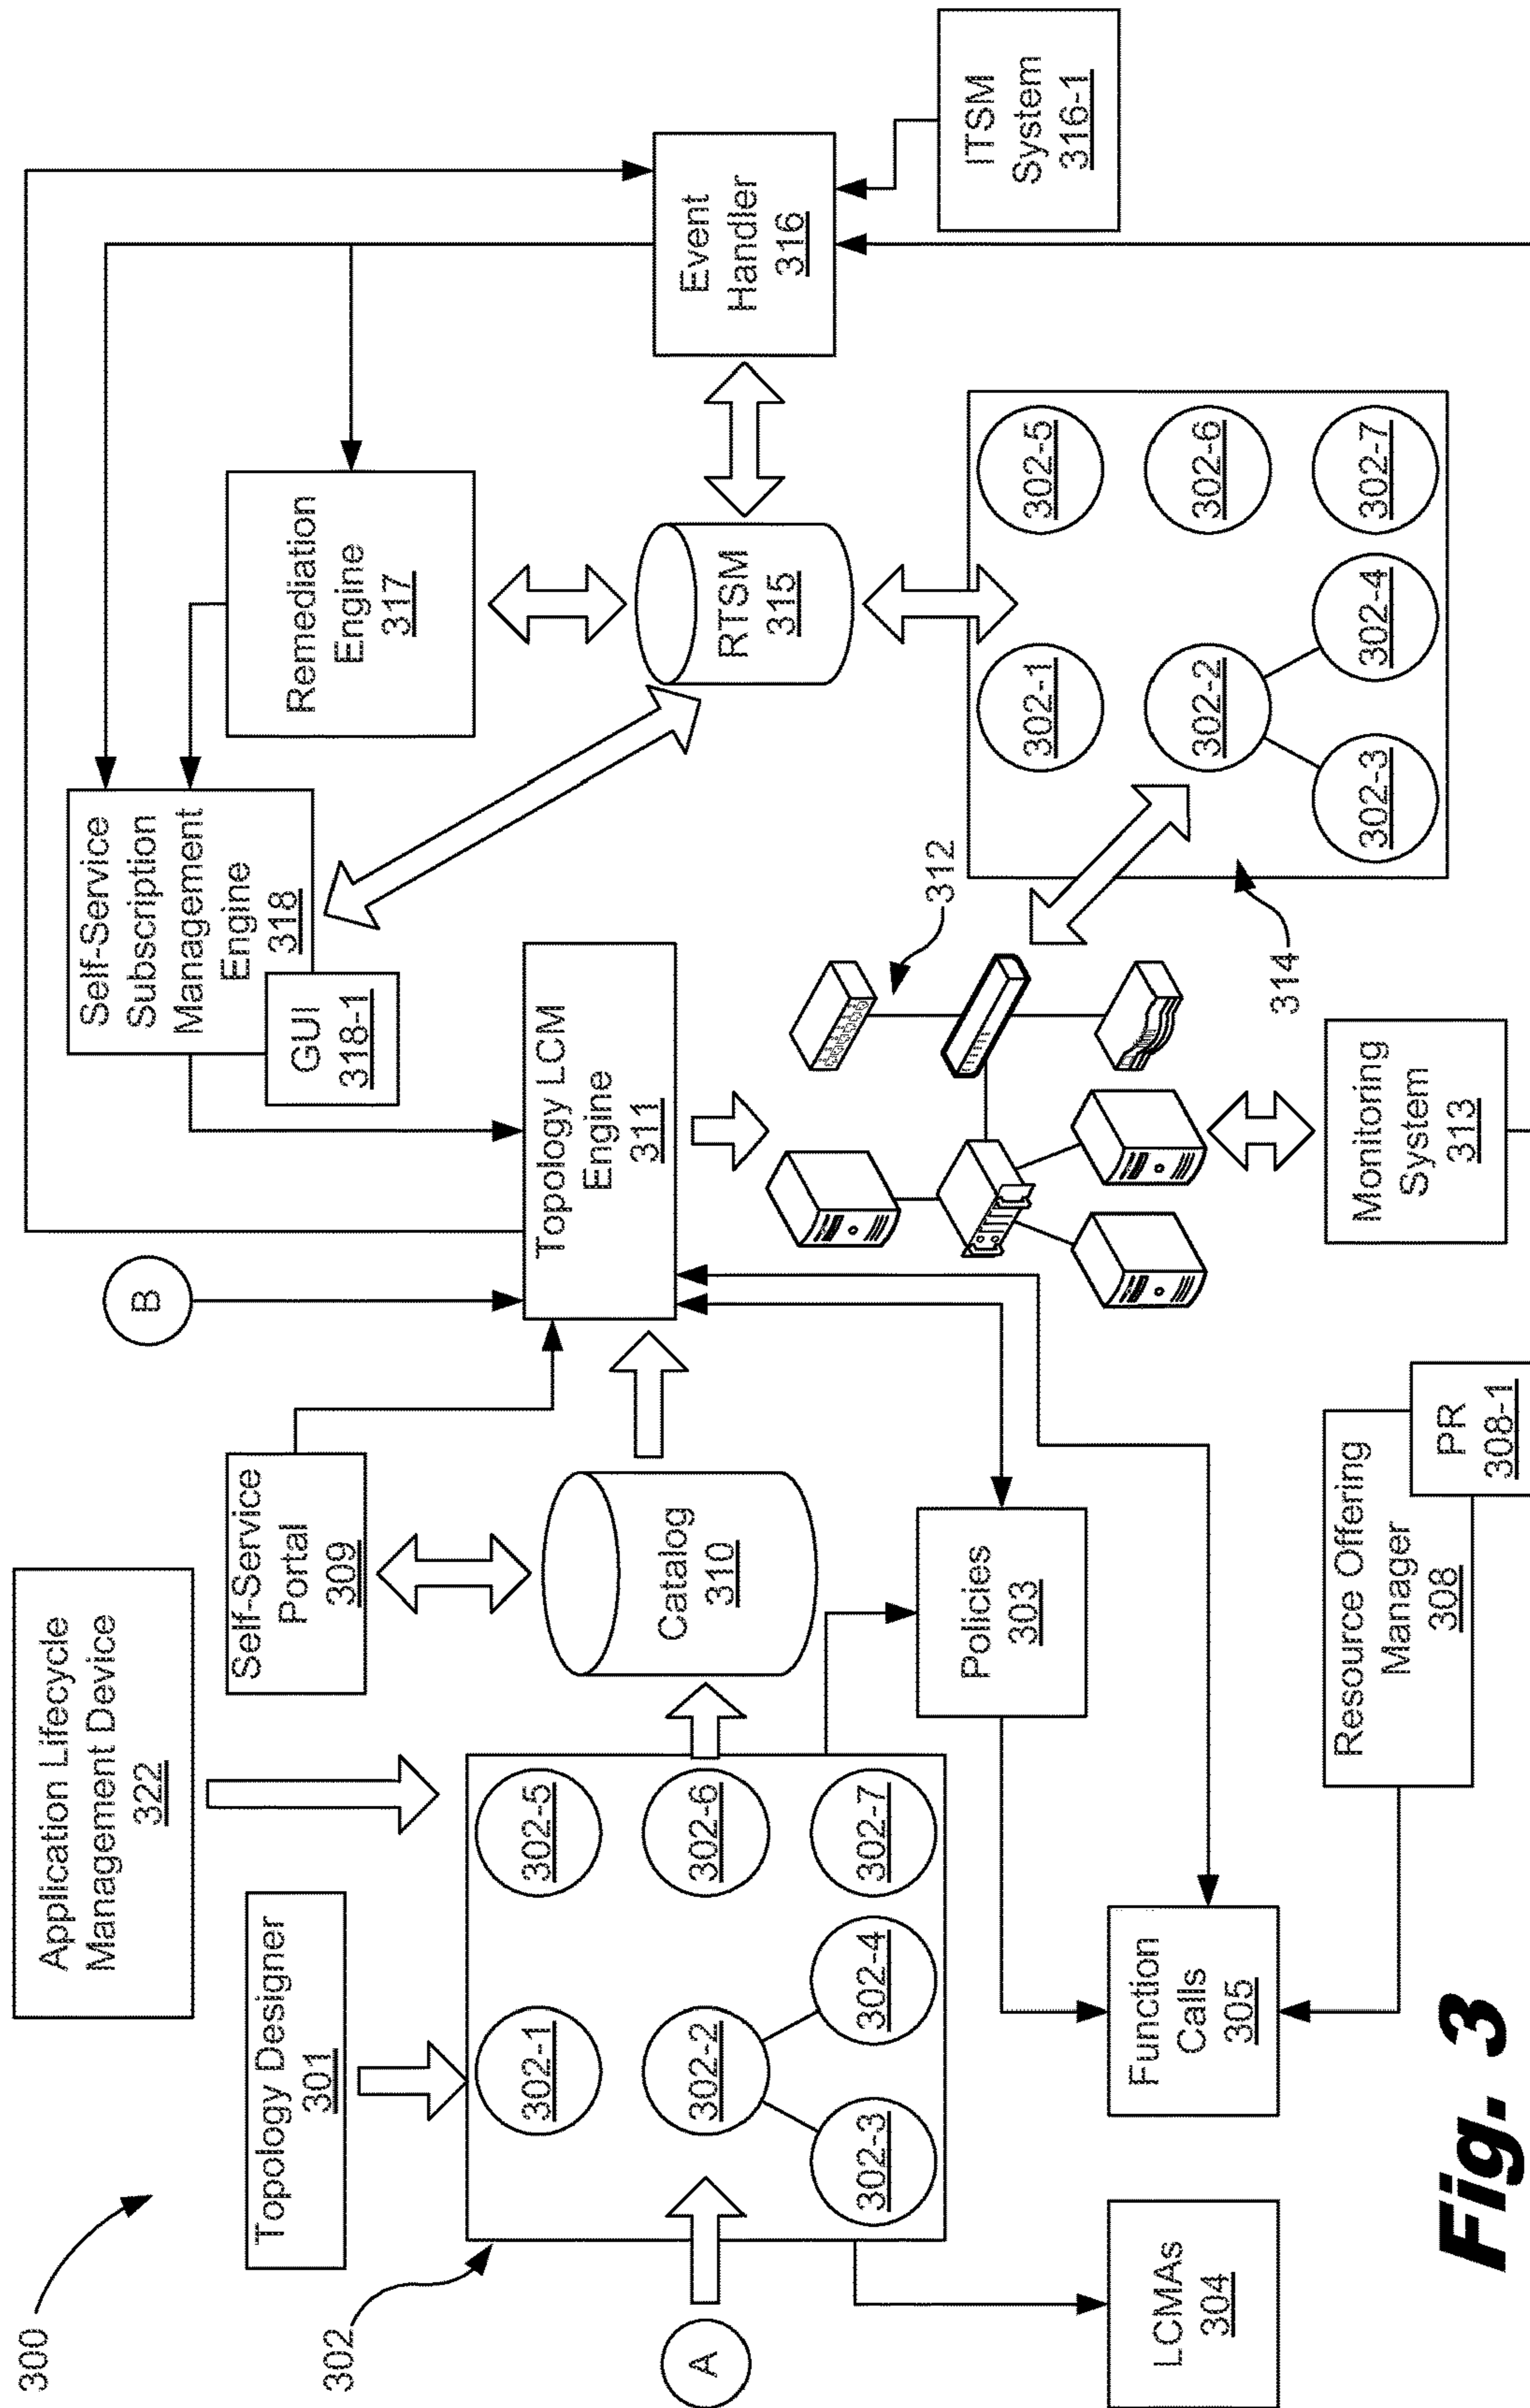 300
Application Lifecycle
Management Device
322
Topology Designer
301
302
302-1
302-5
302-2
302-6
302-3
302-4
302-7
A
LCMAs
304
Self-Service
Portal
309
Catalog
310
Policies
303
Function
Calls
305
Resource Offering
Manager
308
PR
308-1
B
Self-Service
Subscription
Management
Engine
318
GUI
318-1
Topology LCM
Engine
311
312
Monitoring
System
313
314
302-1
302-5
302-2
302-6
302-3
302-4
302-7
Remediation
Engine
317
RTSM
315
Event
Handler
316
ITSM
System
316-1
Fig. 3